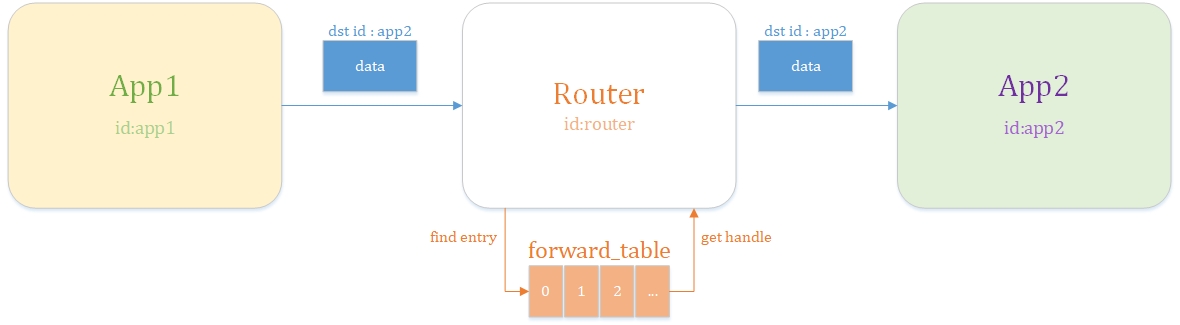 dst id : app2
data
App1
id:app1
Router
id:router
dst id : app2
data
App2
id:app2
find entry
get handle
forward_table
0 1 2 ...